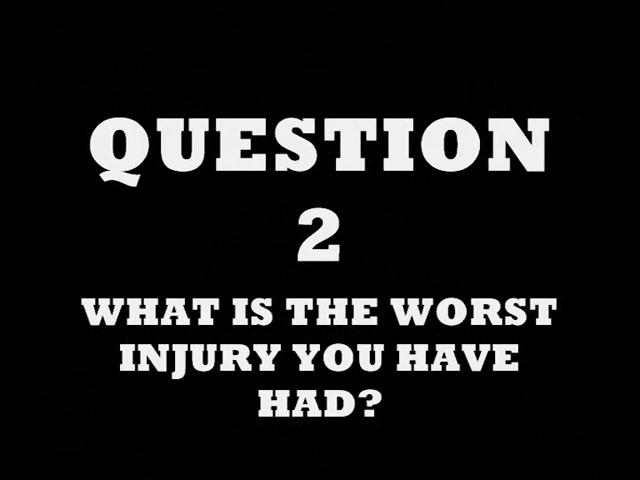 QUESTION
2
WHAT IS THE WORST
INJURY YOU HAVE
HAD?